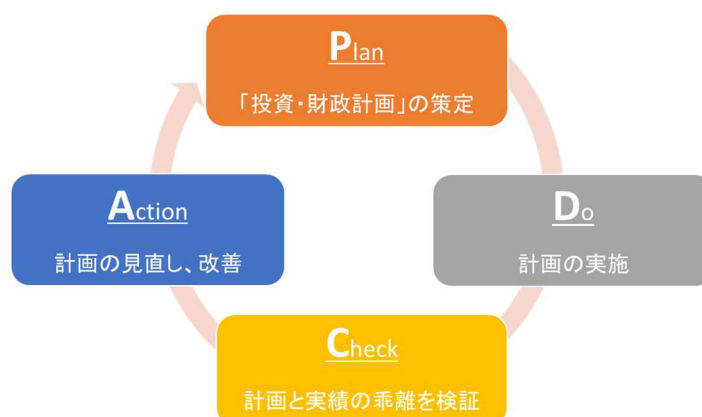 Plan
「投資・財政計画」の策定
Do
計画の実施
Check
計画と実績の乖離を検証
Action
計画の見直し、改善